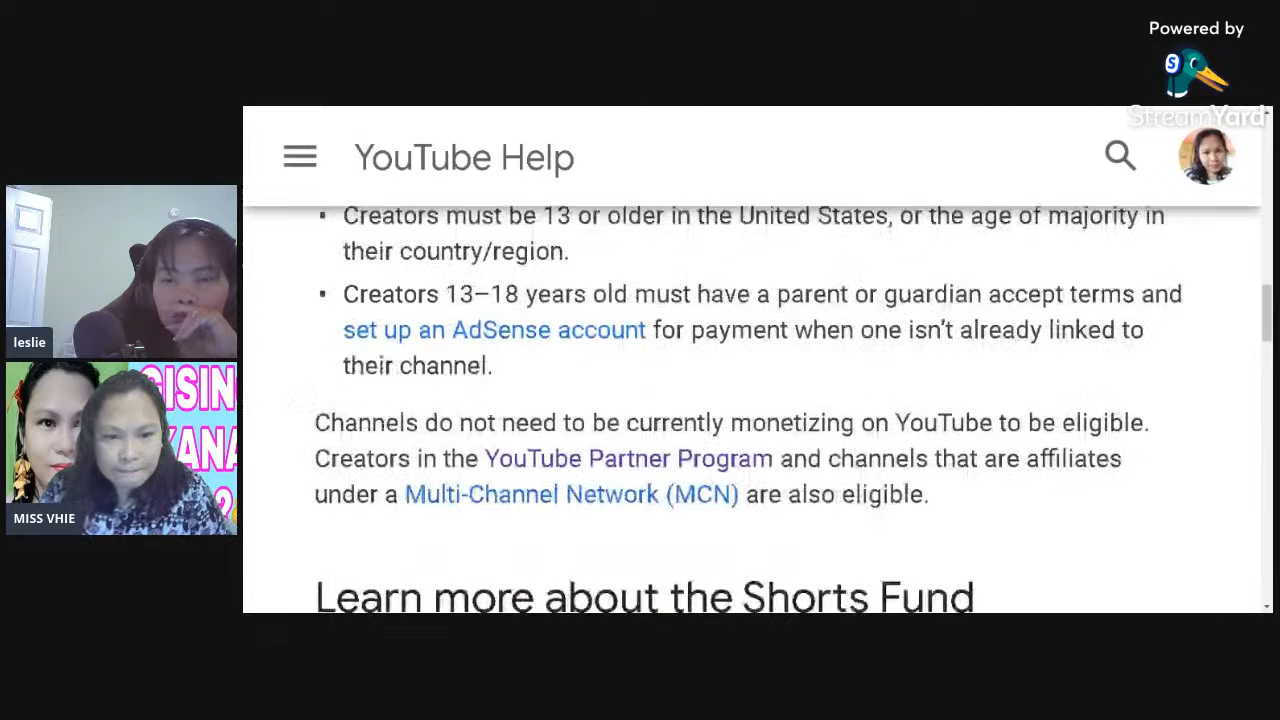 Powered by
S
StreamYard
YouTube Help
• Creators must be 13 or older in the United States, or the age of majority in
their country/region.
• Creators 13–18 years old must have a parent or guardian accept terms and
set up an AdSense account for payment when one isn't already linked to
their channel.
Channels do not need to be currently monetizing on YouTube to be eligible.
Creators in the YouTube Partner Program and channels that are affiliates
under a Multi-Channel Network (MCN) are also eligible.
Learn more about the Shorts Fund
leslie
GISIN
KANA
?
MISS VHIE